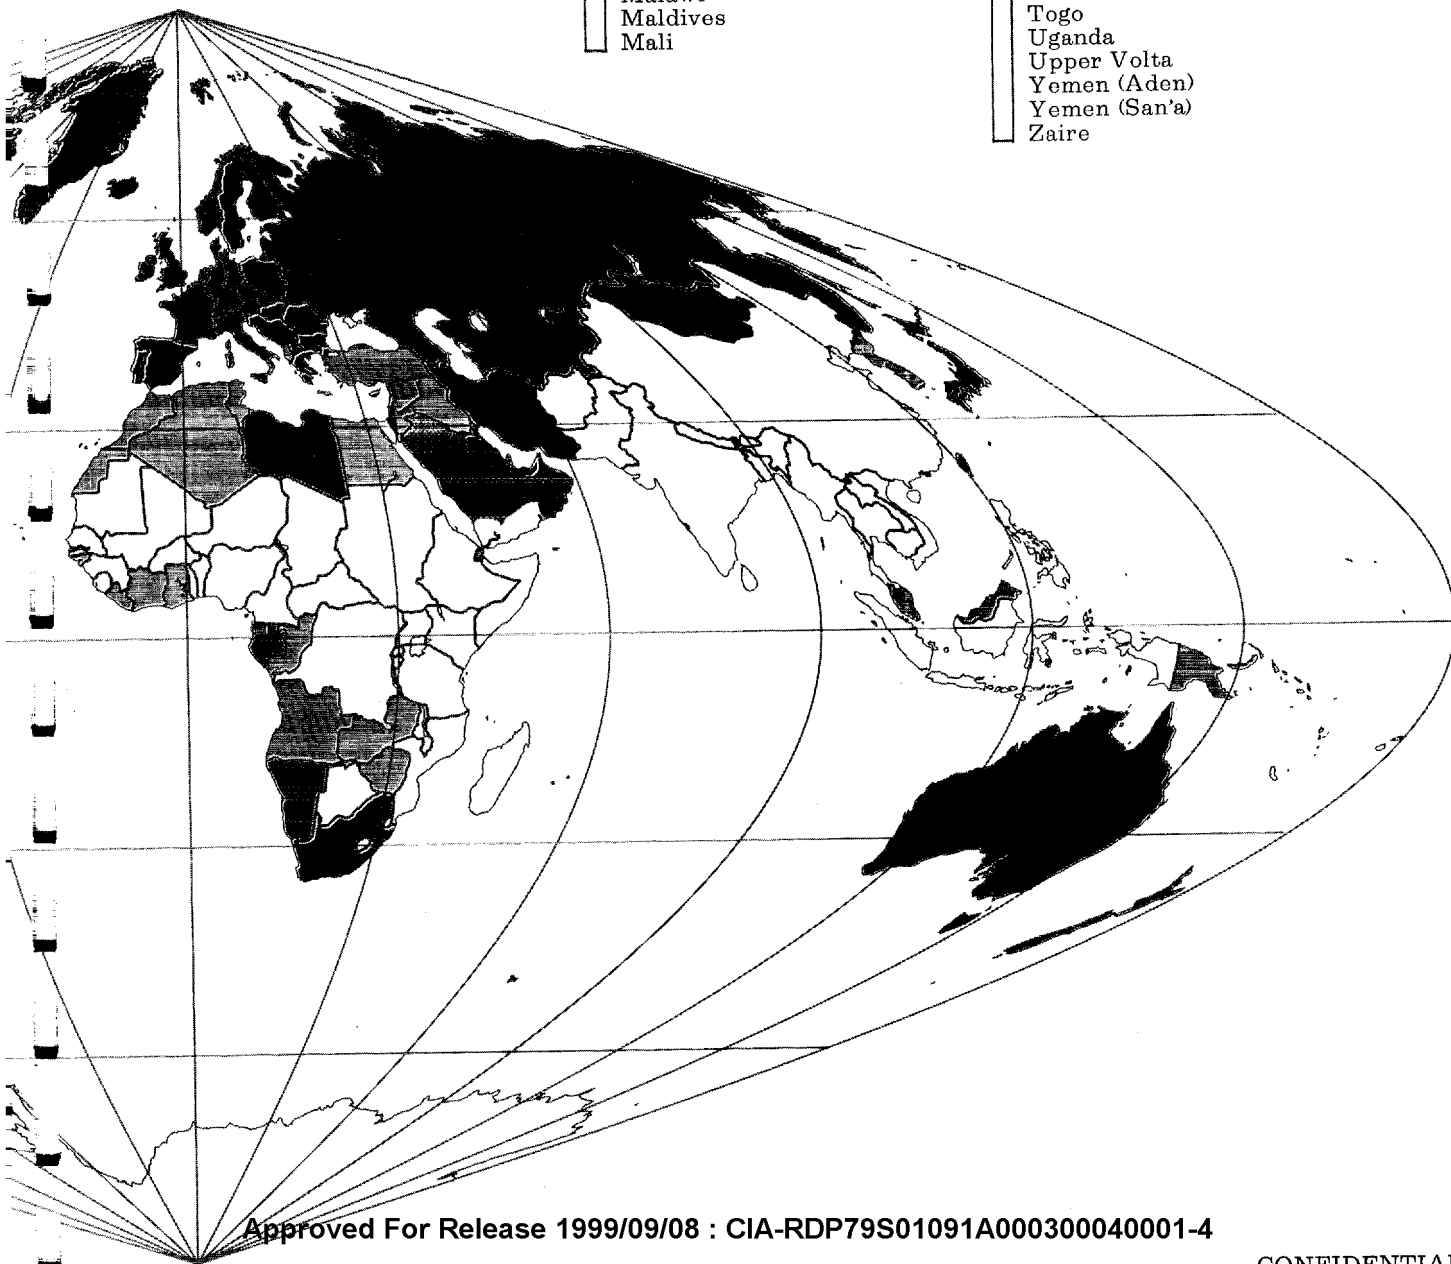 Maldives
Mali
Togo
Uganda
Upper Volta
Yemen (Aden)
Yemen (San'a)
Zaire
Approved For Release 1999/09/08 : CIA-RDP79S01091A000300040001-4